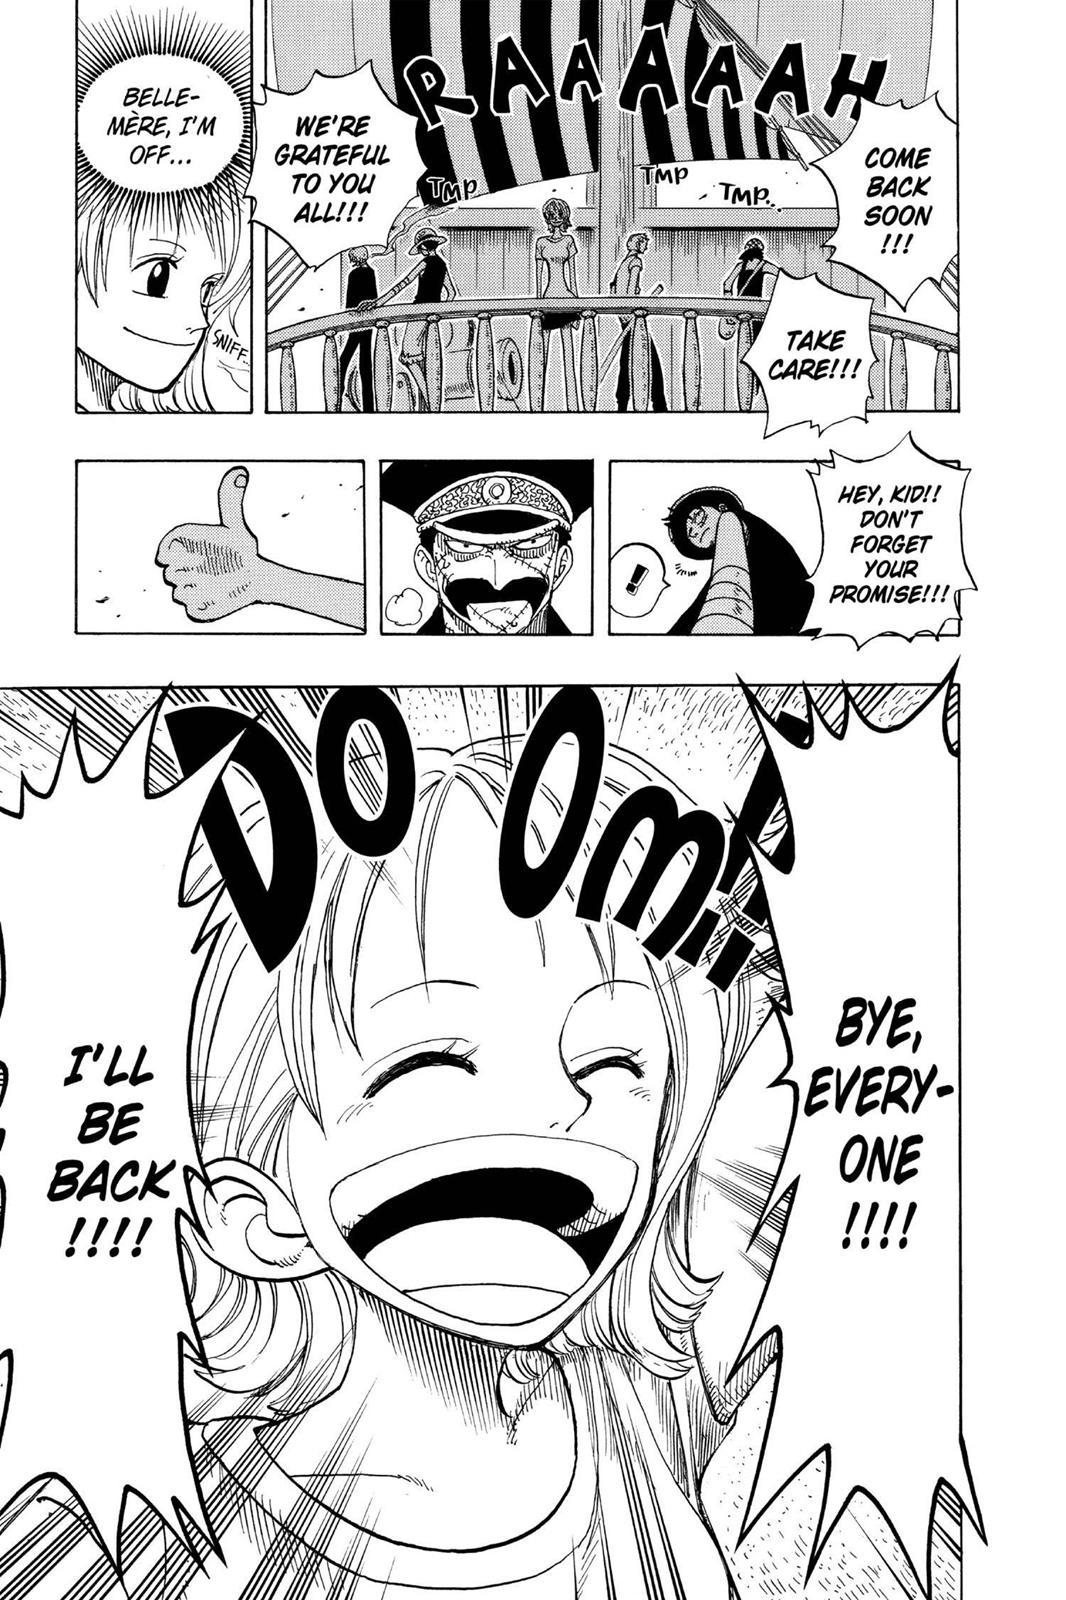 RAAAAAAH
COME
BACK
SOON
!!!
WE'RE
GRATEFUL
TO YOU
ALL!!!
TMP
TMP
TMP...
TAKE
CARE!!!
BELLE-
MÈRE, I'M
OFF...
SNIFF...
HEY, KID!!
DON'T
FORGET
YOUR
PROMISE!!!
!
DOOM!!
BYE,
EVERY-
ONE
!!!!
I'LL
BE
BACK
!!!!